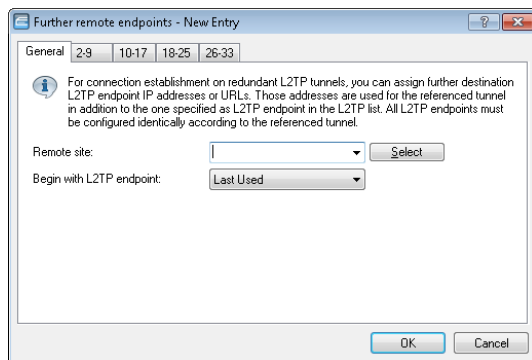 Further remote endpoints - New Entry
?
General 2-9 10-17 18-25 26-33
For connection establishment on redundant L2TP tunnels, you can assign further destination
L2TP endpoint IP addresses or URLs. Those addresses are used for the referenced tunnel
in addition to the one specified as L2TP endpoint in the L2TP list. All L2TP endpoints must
be configured identically according to the referenced tunnel.
Remote site: Select
Begin with L2TP endpoint: Last Used
OK Cancel